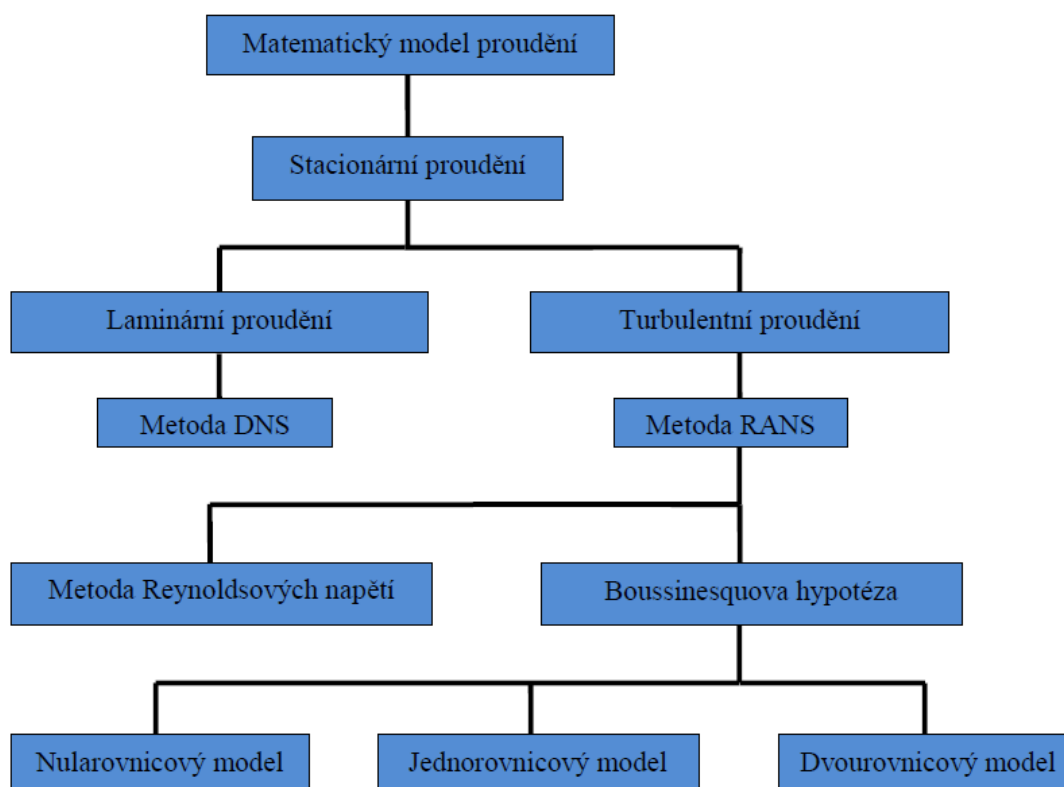 Matematický model proudění
Stacionární proudění
Laminární proudění
Turbulentní proudění
Metoda DNS
Metoda RANS
Metoda Reynoldsových napětí
Boussinesquova hypotéza
Nularovnicový model
Jednorovnicový model
Dvourovnicový model